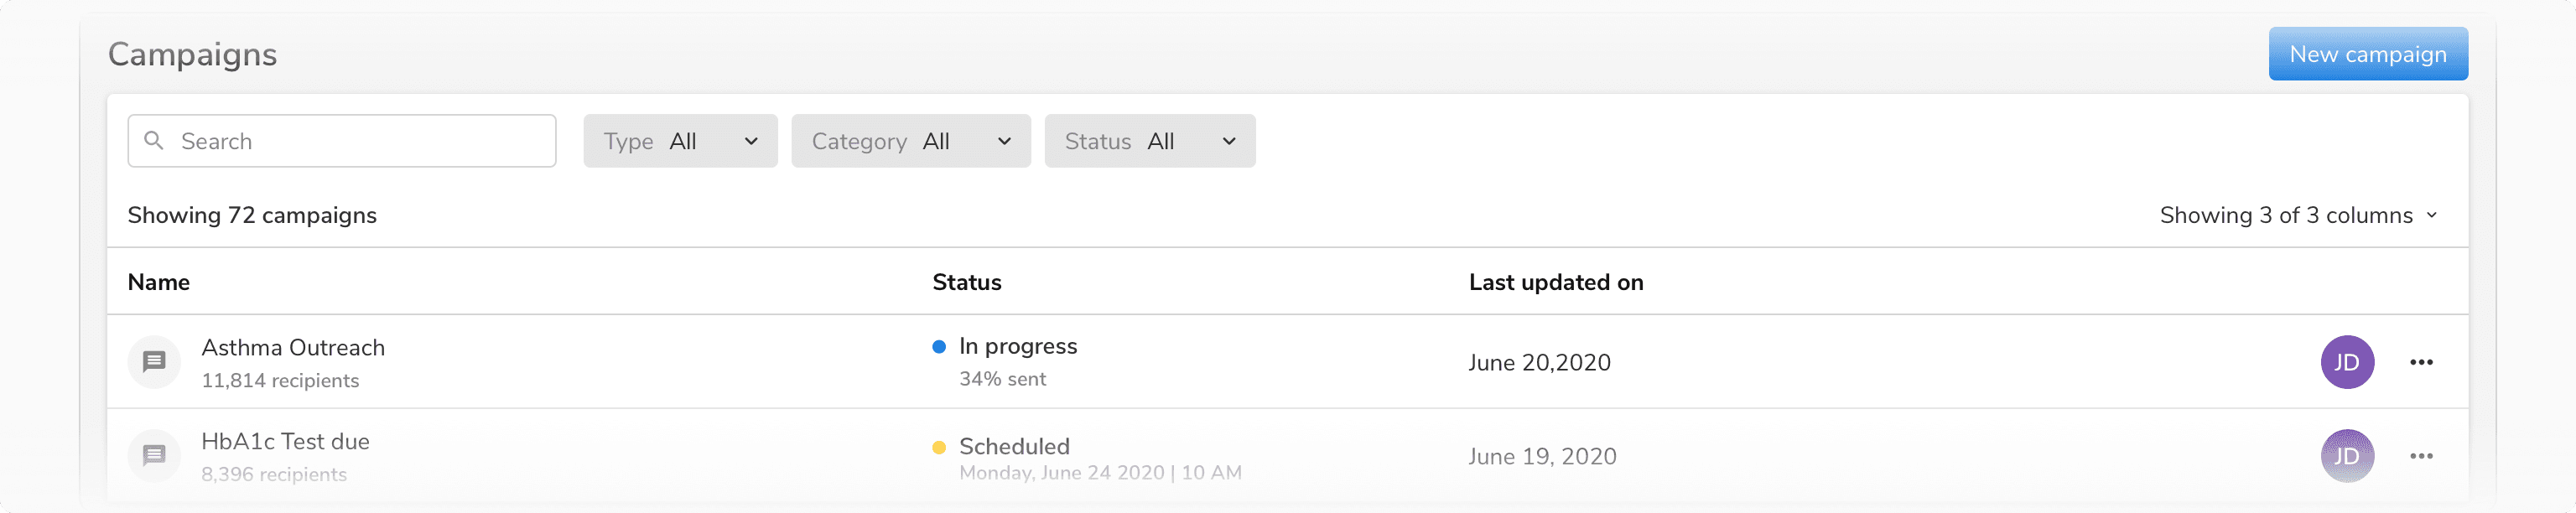 Campaigns
New campaign
Search
Type All
Category All
Status All
Showing 72 campaigns
Showing 3 of 3 columns
Name Status Last updated on
Asthma Outreach
11,814 recipients
In progress
34% sent
June 20,2020
JD
HbA1c Test due
8,396 recipients
Scheduled
Monday, June 24 2020 | 10 AM
June 19, 2020
JD